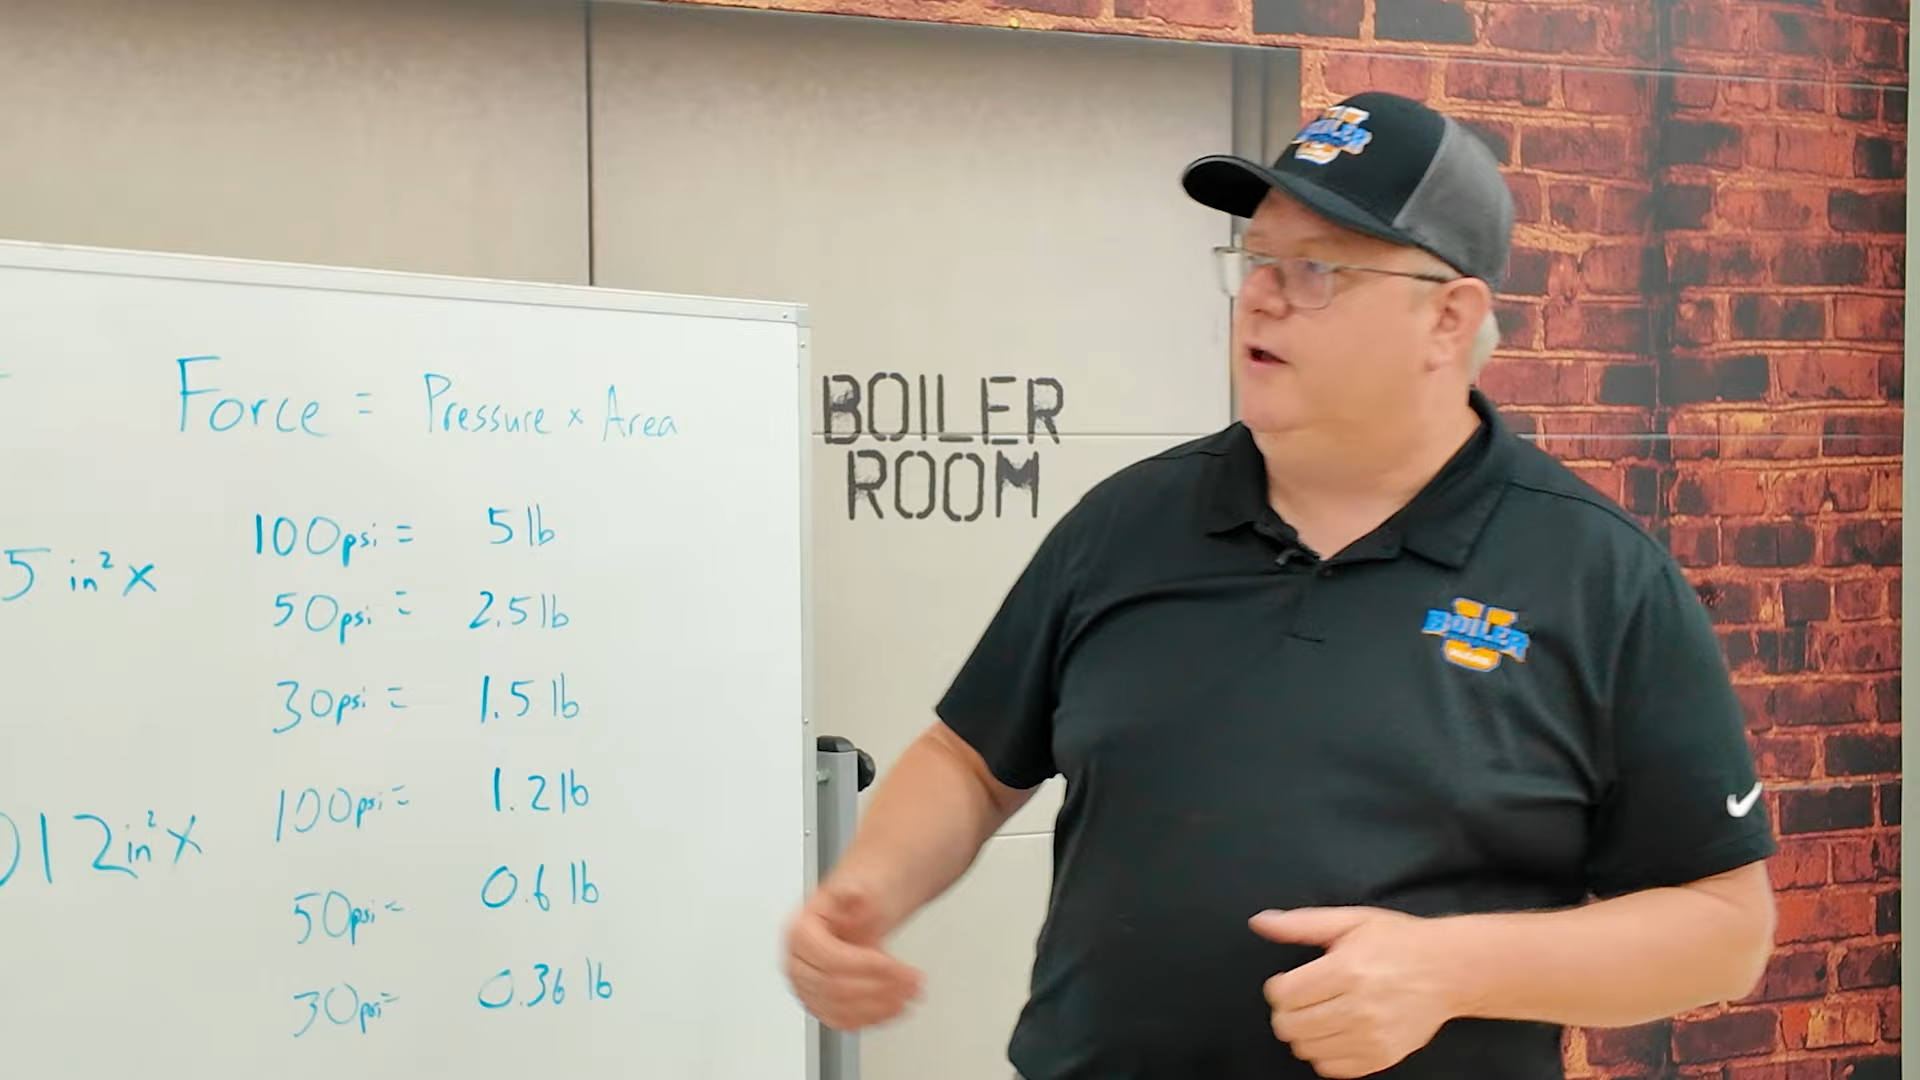 BOILER
Force = Pressure x Area
BOILER
ROOM
100psi = 5 lb
5 in² x
50psi = 2.5 lb
BOILER
30psi = 1.5 lb
100psi = 1.2 lb
012 in² x
50psi = 0.6 lb
30psi = 0.36 lb